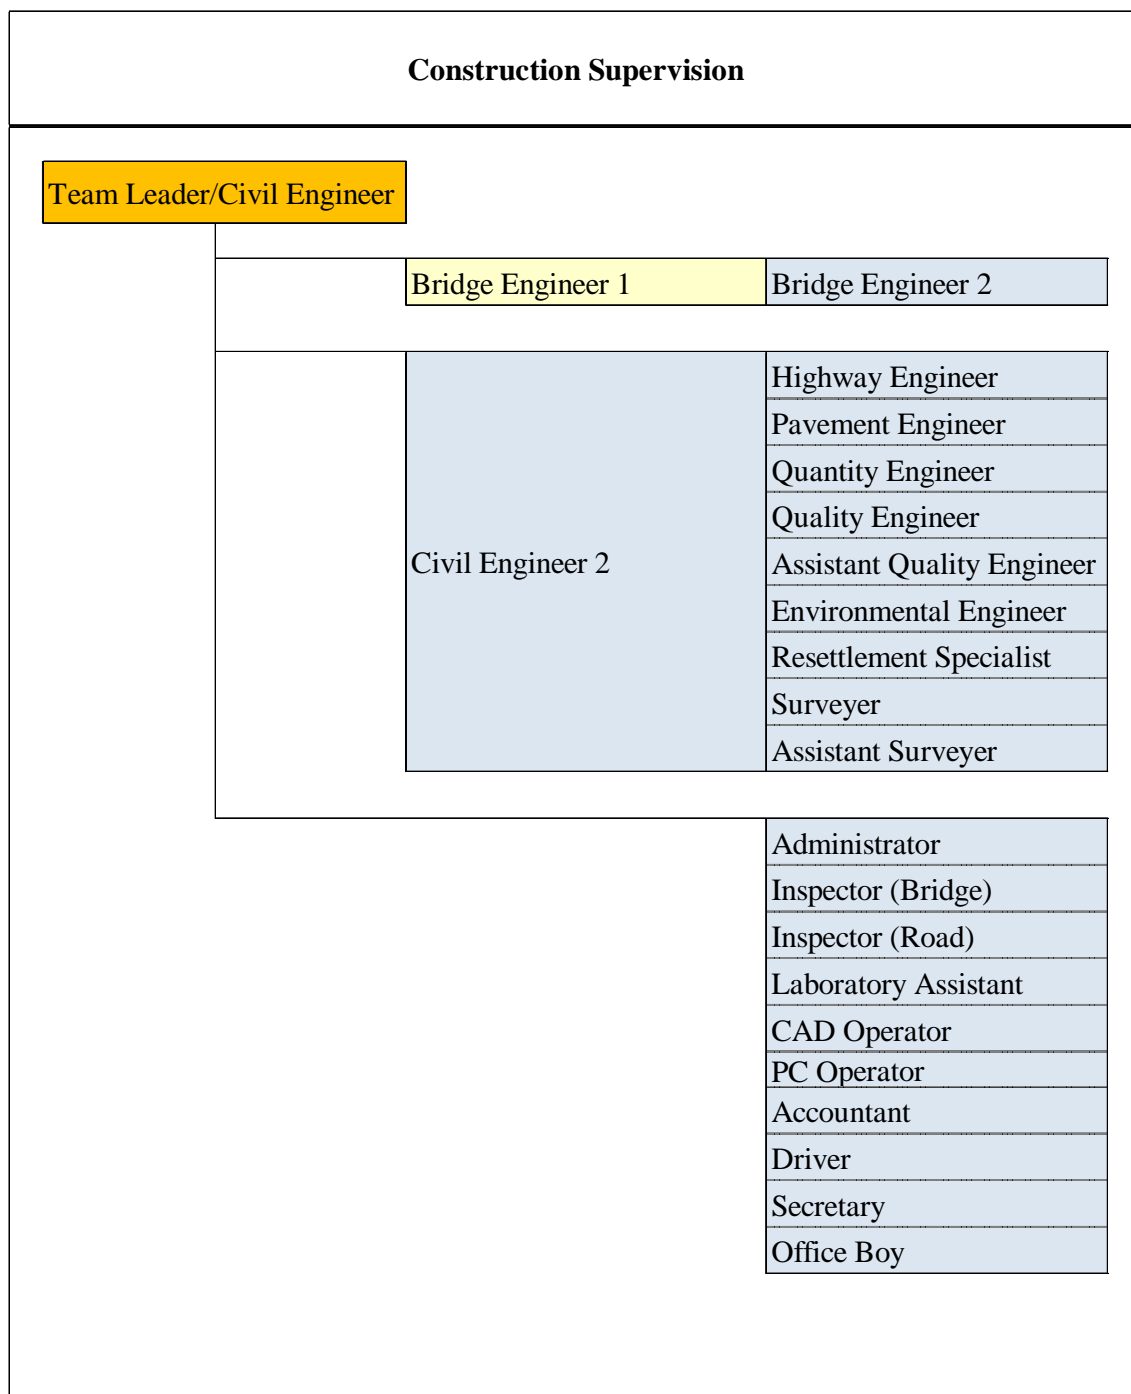 Construction Supervision
Team Leader/Civil Engineer
Bridge Engineer 1
Bridge Engineer 2
Civil Engineer 2
Highway Engineer
Pavement Engineer
Quantity Engineer
Quality Engineer
Assistant Quality Engineer
Environmental Engineer
Resettlement Specialist
Surveyer
Assistant Surveyer
Administrator
Inspector (Bridge)
Inspector (Road)
Laboratory Assistant
CAD Operator
PC Operator
Accountant
Driver
Secretary
Office Boy